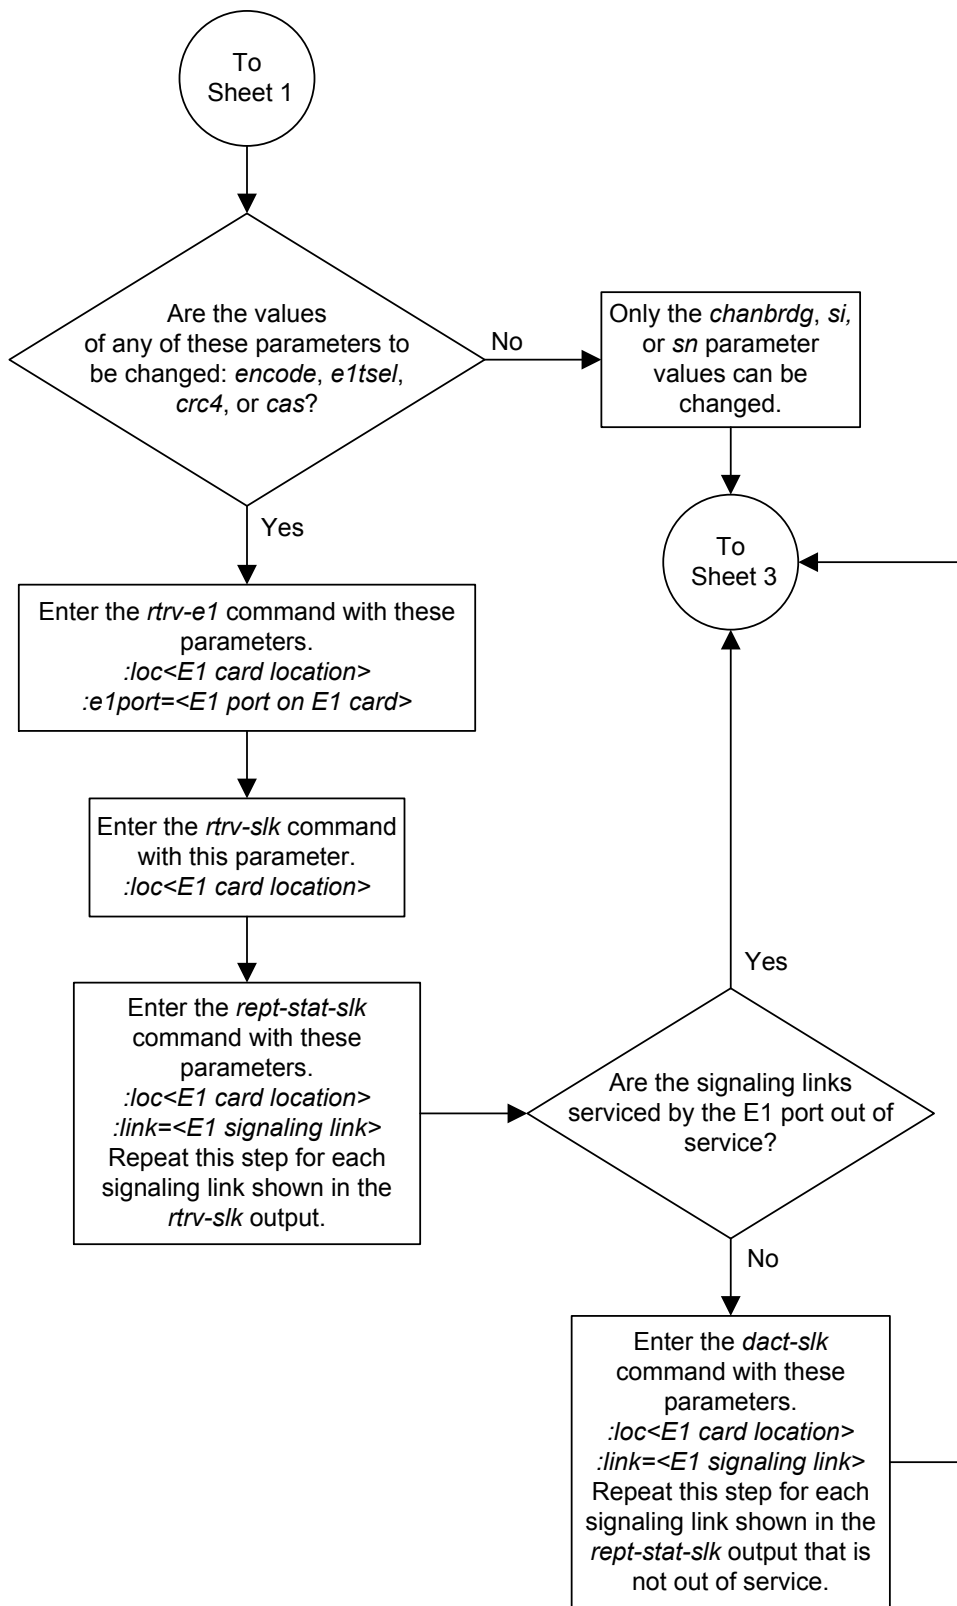 To
Sheet 1
Are the values
of any of these parameters to
be changed: encode, e1tsel,
crc4, or cas?
No
Only the chanbrdg, si,
or sn parameter
values can be
changed.
Yes
To
Sheet 3
Enter the rtrv-e1 command with these
parameters.
:loc<E1 card location>
:e1port=<E1 port on E1 card>
Enter the rtrv-slk command
with this parameter.
:loc<E1 card location>
Enter the rept-stat-slk
command with these
parameters.
:loc<E1 card location>
:link=<E1 signaling link>
Repeat this step for each
signaling link shown in the
rtrv-slk output.
Yes
Are the signaling links
serviced by the E1 port out of
service?
No
Enter the dact-slk
command with these
parameters.
:loc<E1 card location>
:link=<E1 signaling link>
Repeat this step for each
signaling link shown in the
rept-stat-slk output that is
not out of service.